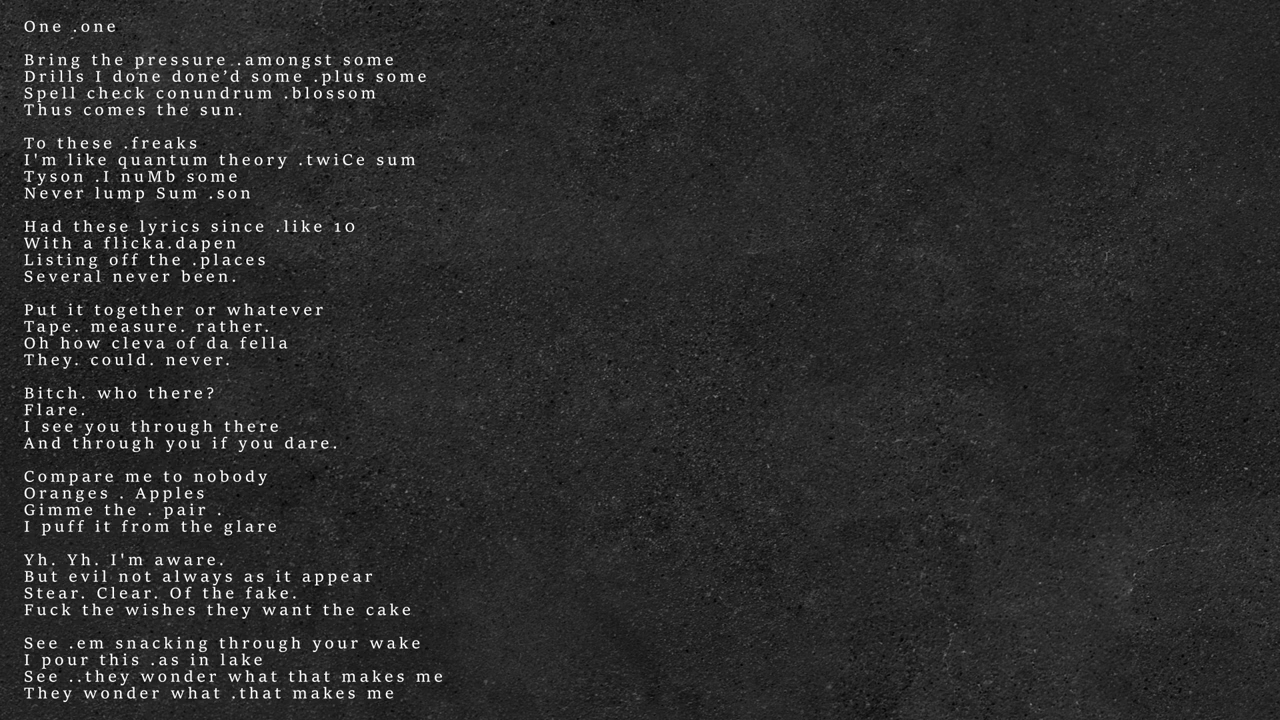 One .one
Bring the pressure .amongst some
Drills I done done’d some .plus some
Spell check conundrum .blossom
Thus comes the sun.
To these .freaks
I'm like quantum theory .twiCe sum
Tyson .I nuMb some
Never lump Sum .son
Had these lyrics since .like 10
With a flicka.dapen
Listing off the .places
Several never been.
Put it together or whatever
Tape. measure. rather.
Oh how cleva of da fella
They. could. never.
Bitch. who there?
Flare.
I see you through there
And through you if you dare.
Compare me to nobody
Oranges . Apples
Gimme the . pair .
I puff it from the glare
Yh. Yh. I'm aware.
But evil not always as it appear
Stear. Clear. Of the fake.
Fuck the wishes they want the cake
See .em snacking through your wake
I pour this .as in lake
See ..they wonder what that makes me
They wonder what .that makes me